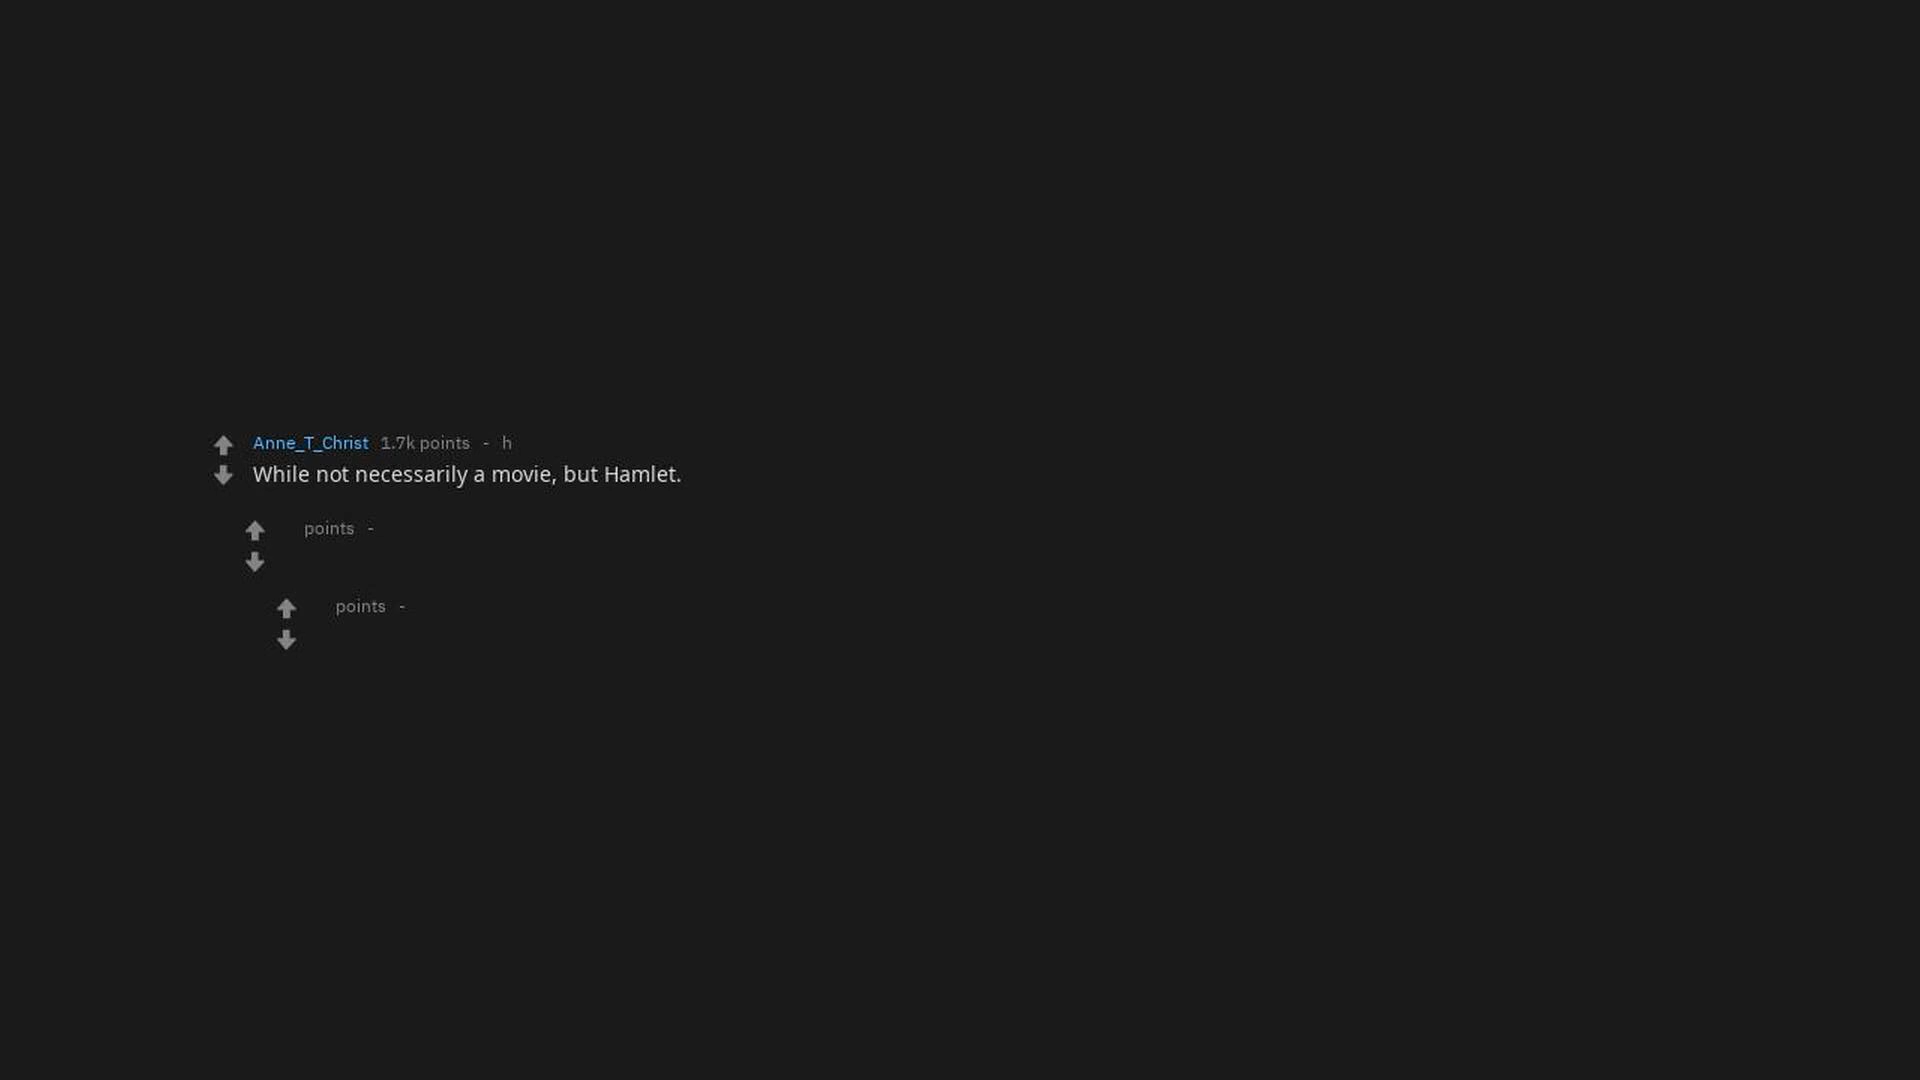 Anne_T_Christ 1.7k points - h
While not necessarily a movie, but Hamlet.
points -
points -